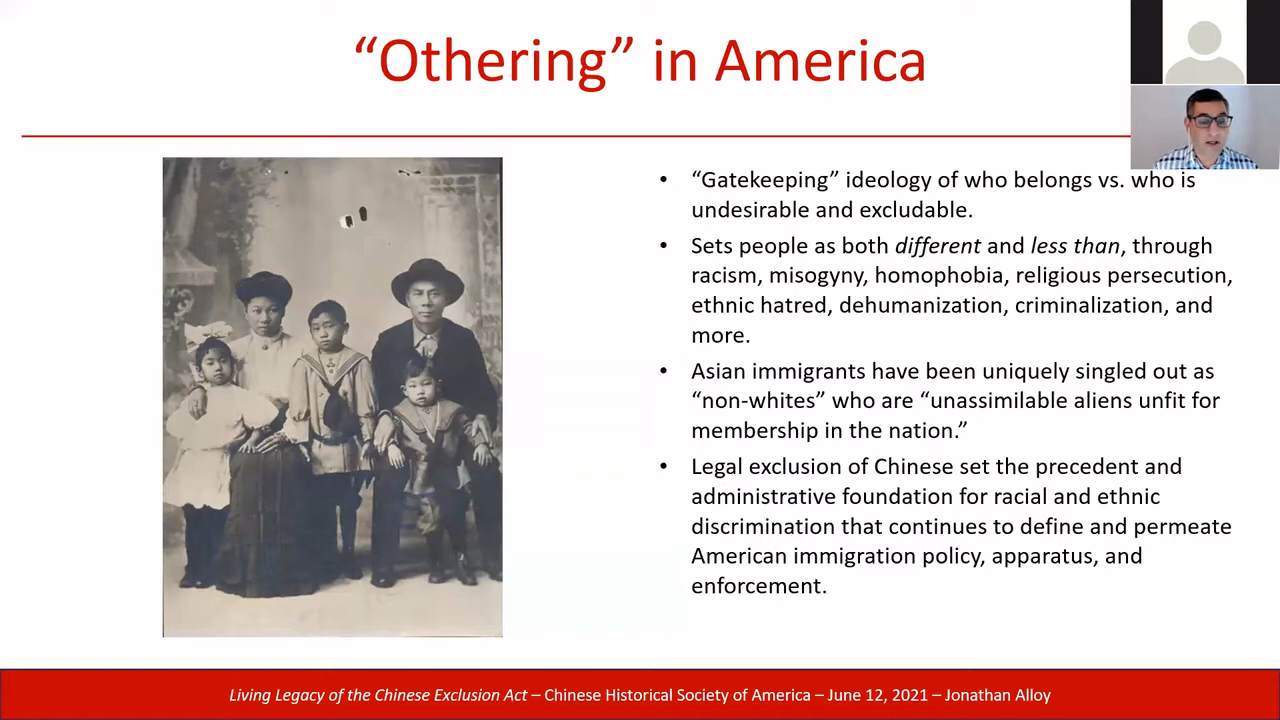 “Othering” in America
• “Gatekeeping” ideology of who belongs vs. who is
undesirable and excludable.
• Sets people as both different and less than, through
racism, misogyny, homophobia, religious persecution,
ethnic hatred, dehumanization, criminalization, and
more.
• Asian immigrants have been uniquely singled out as
“non-whites” who are “unassimilable aliens unfit for
membership in the nation.”
• Legal exclusion of Chinese set the precedent and
administrative foundation for racial and ethnic
discrimination that continues to define and permeate
American immigration policy, apparatus, and
enforcement.
Living Legacy of the Chinese Exclusion Act – Chinese Historical Society of America – June 12, 2021 – Jonathan Alloy